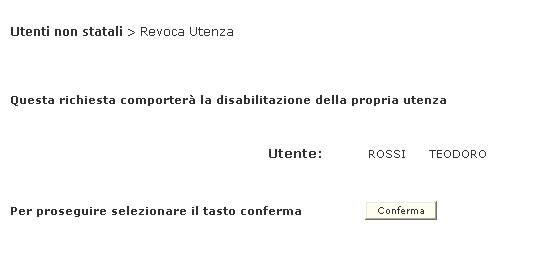 Utenti non statali > Revoca Utenza
Questa richiesta comporterà la disabilitazione della propria utenza
Utente: ROSSI TEODORO
Per proseguire selezionare il tasto conferma Conferma